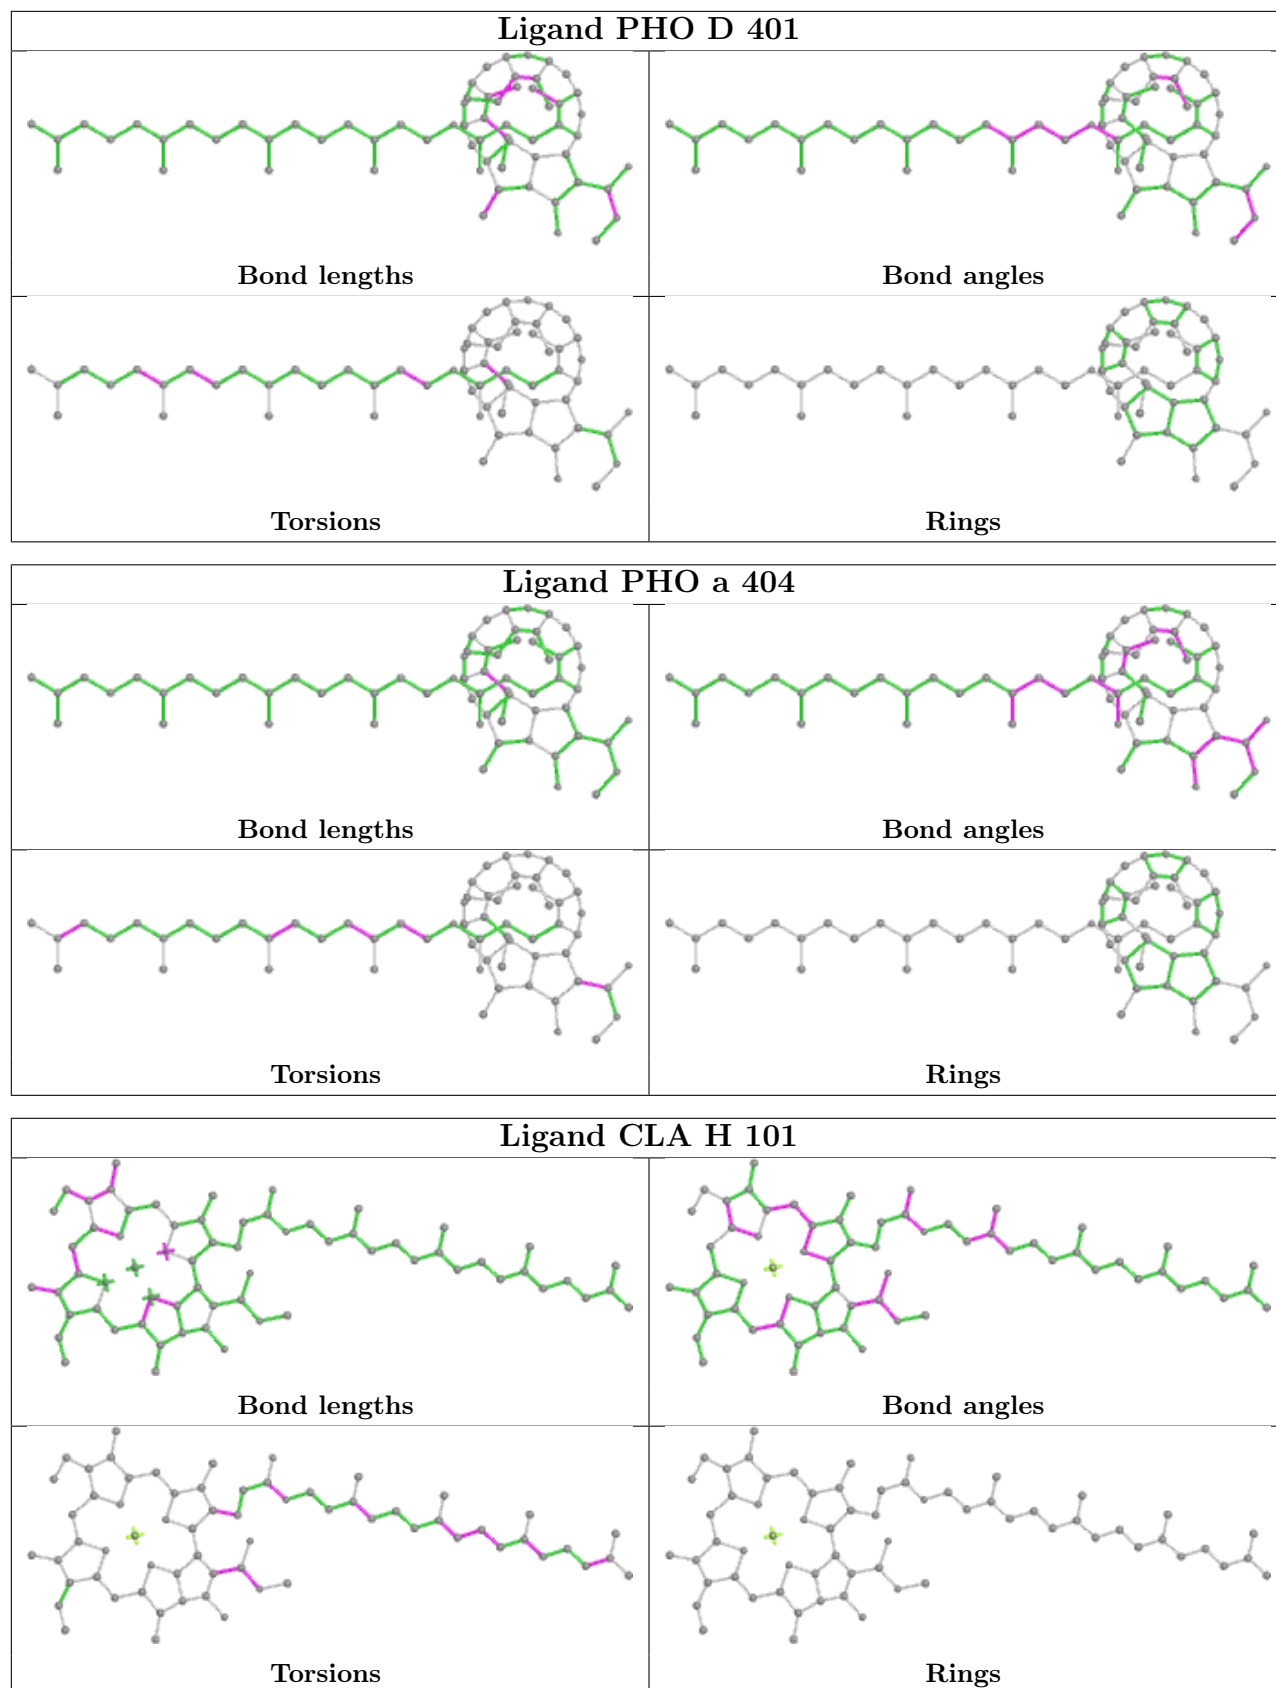 Ligand PHO D 401
Bond lengths
Bond angles
Torsions
Rings
Ligand PHO a 404
Bond lengths
Bond angles
Torsions
Rings
Ligand CLA H 101
Bond lengths
Bond angles
Torsions
Rings